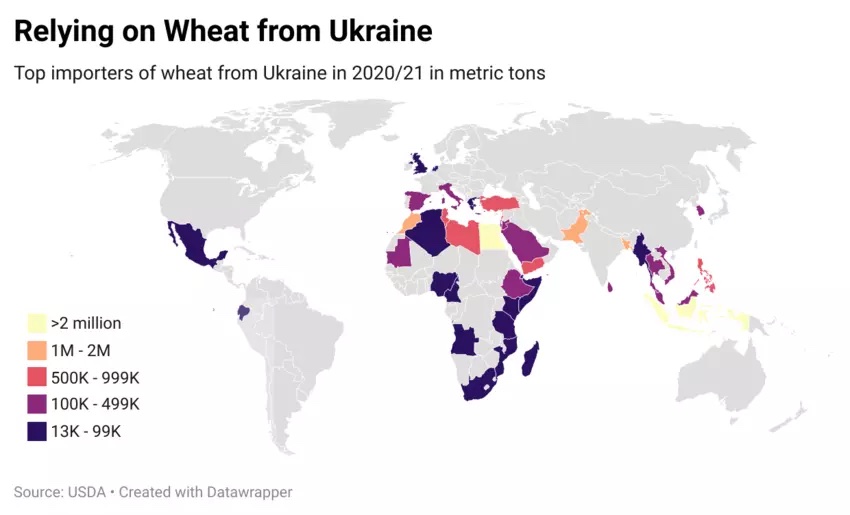 Relying on Wheat from Ukraine
Top importers of wheat from Ukraine in 2020/21 in metric tons
>2 million
1M - 2M
500K - 999K
100K - 499K
13K - 99K
Source: USDA • Created with Datawrapper